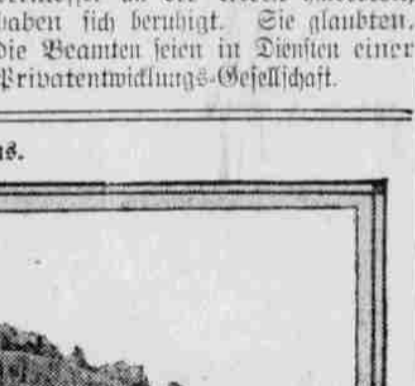 haben sich beruhigt. Sie glaubten,
die Beamten seien in Diensten einer
Privatentwicklungs-Gesellschaft.